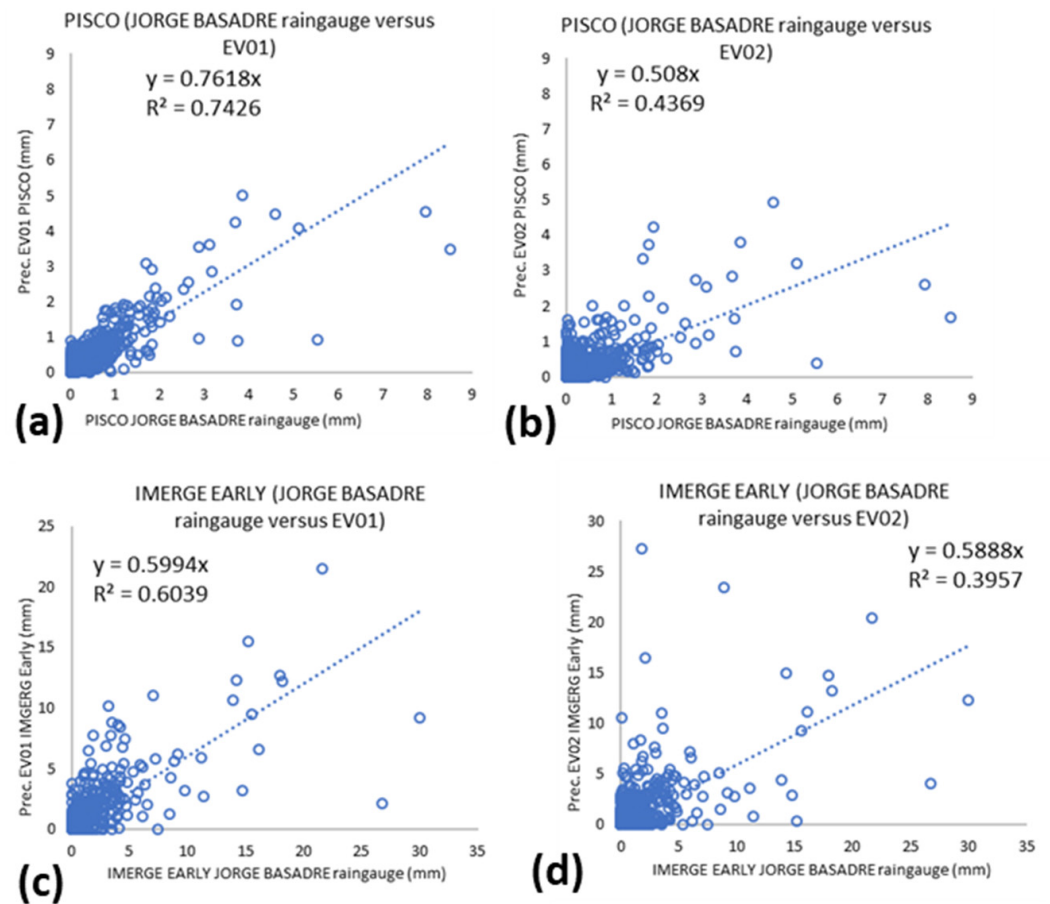 PISCO (JORGE BASADRE raingauge versus
EV01)
y = 0.7618x
R² = 0.7426
9
8
7
6
5
4
3
2
1
0
Prec. EV01 PISCO (mm)
0 1 2 3 4 5 6 7 8 9
PISCO JORGE BASADRE raingauge (mm)
(a)
PISCO (JORGE BASADRE raingauge versus
EV02)
y = 0.508x
R² = 0.4369
9
8
7
6
5
4
3
2
1
0
Prec. EV02 PISCO (mm)
0 1 2 3 4 5 6 7 8 9
PISCO JORGE BASADRE raingauge (mm)
(b)
IMERGE EARLY (JORGE BASADRE
raingauge versus EV01)
y = 0.5994x
R² = 0.6039
25
20
15
10
5
0
Prec. EV01 IMGERG Early (mm)
0 5 10 15 20 25 30 35
IMERGE EARLY JORGE BASADRE raingauge (mm)
(c)
IMERGE EARLY (JORGE BASADRE
raingauge versus EV02)
y = 0.5888x
R² = 0.3957
30
25
20
15
10
5
0
Prec. EV02 IMGERG Early (mm)
0 5 10 15 20 25 30 35
IMERGE EARLY JORGE BASADRE raingauge (mm)
(d)